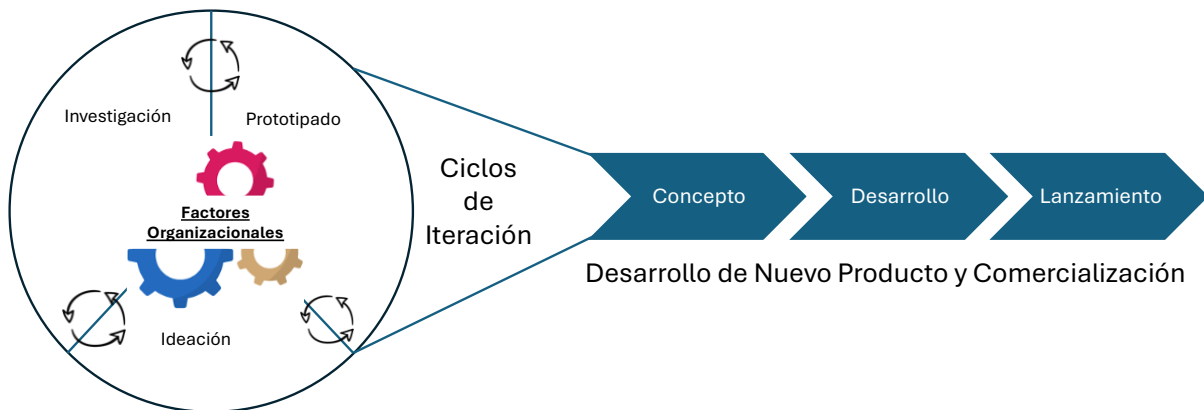 Investigación
Prototipado
Factores
Organizacionales
Ideación
Ciclos
de
Iteración
Concepto
Desarrollo
Lanzamiento
Desarrollo de Nuevo Producto y Comercialización